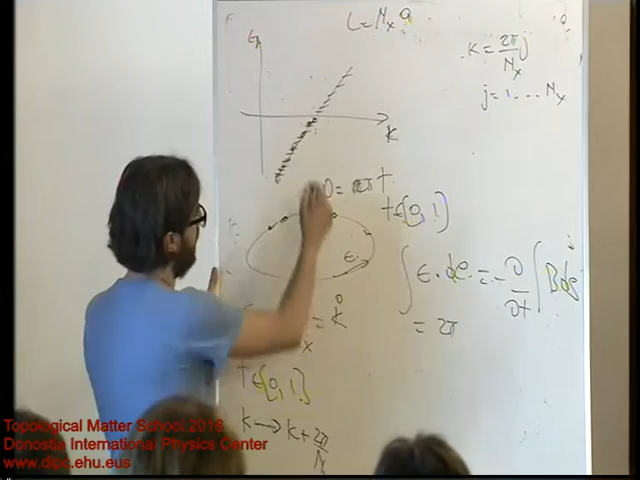 L = Nx a
K = 2π/Nx j
j = 1 .... Nx
E
K
t
t ∈ [0, 1]
E
∫ E · dl = - ∂/∂t ∫ B ds
= 2π
= k
x
t ∈ [0, 1]
k → k + 2π/N
Topological Matter School 2018
Donostia International Physics Center
www.dipc.ehu.eus